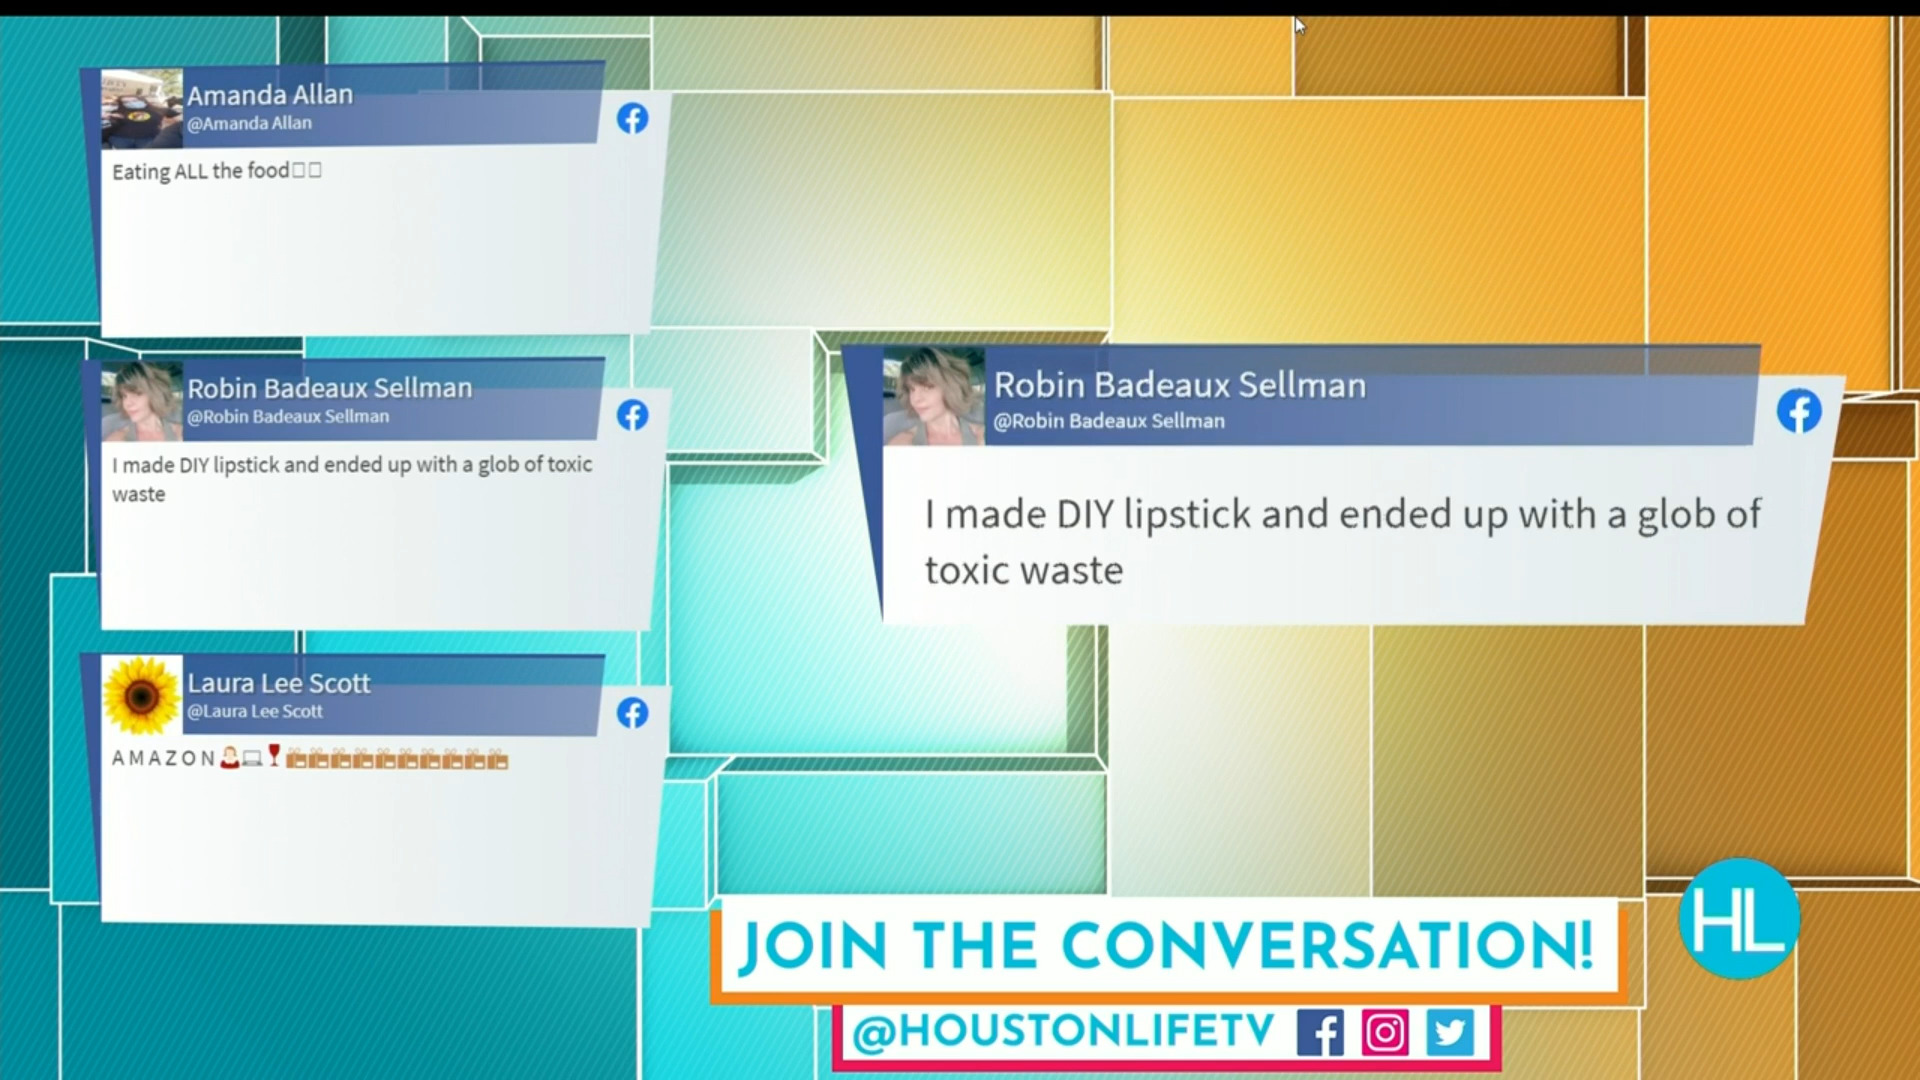 Amanda Allan
@Amanda Allan
Eating ALL the food□□
Robin Badeaux Sellman
@Robin Badeaux Sellman
I made DIY lipstick and ended up with a glob of toxic
waste
Laura Lee Scott
@Laura Lee Scott
A M A Z O N🤶💻🍷🎁🎁🎁🎁🎁🎁🎁🎁🎁🎁
Robin Badeaux Sellman
@Robin Badeaux Sellman
I made DIY lipstick and ended up with a glob of
toxic waste
JOIN THE CONVERSATION!
@HOUSTONLIFETV
HL